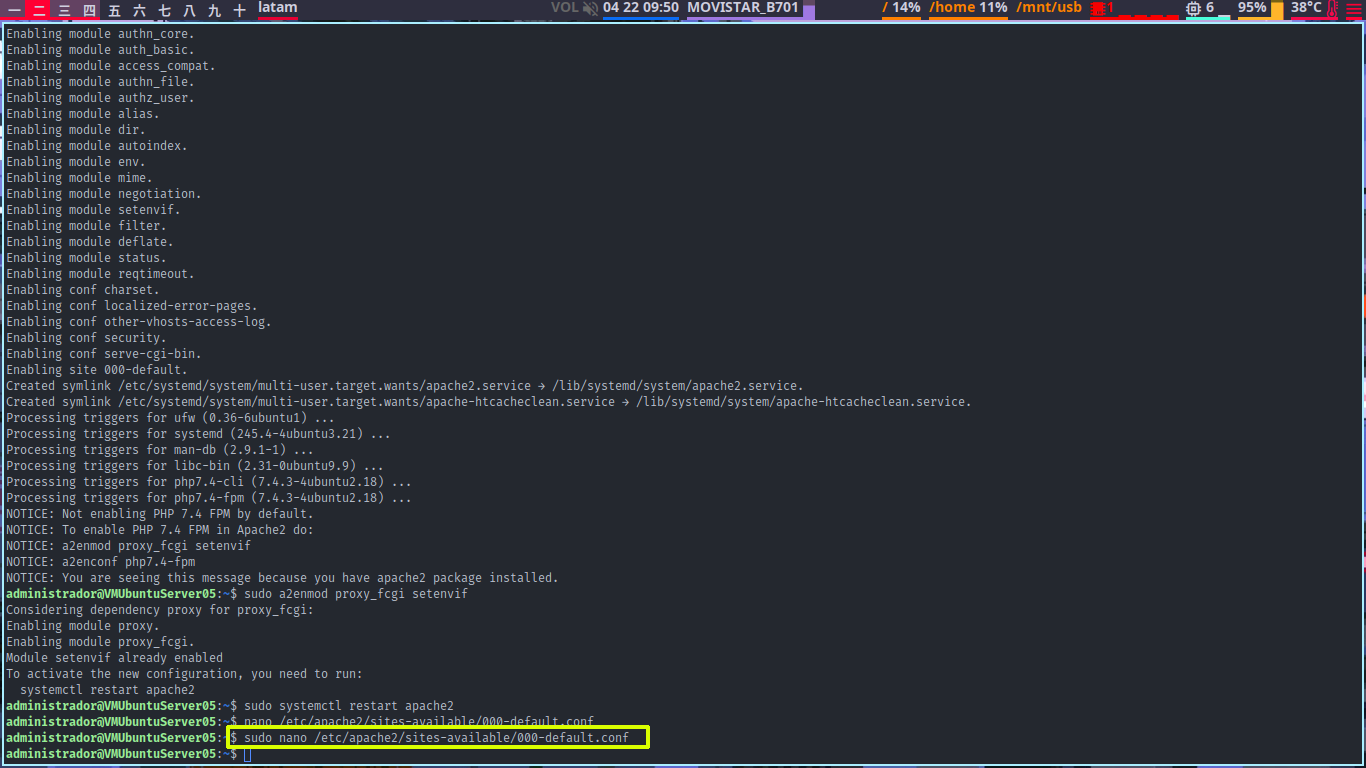 一 二 三 四 五 六 七 八 九 十 latam VOL 04 22 09:50 MOVISTAR_B701 / 14% /home 11% /mnt/usb 1 6 95% 38°C
Enabling module authn_core.
Enabling module auth_basic.
Enabling module access_compat.
Enabling module authn_file.
Enabling module authz_user.
Enabling module alias.
Enabling module dir.
Enabling module autoindex.
Enabling module env.
Enabling module mime.
Enabling module negotiation.
Enabling module setenvif.
Enabling module filter.
Enabling module deflate.
Enabling module status.
Enabling module reqtimeout.
Enabling conf charset.
Enabling conf localized-error-pages.
Enabling conf other-vhosts-access-log.
Enabling conf security.
Enabling conf serve-cgi-bin.
Enabling site 000-default.
Created symlink /etc/systemd/system/multi-user.target.wants/apache2.service → /lib/systemd/system/apache2.service.
Created symlink /etc/systemd/system/multi-user.target.wants/apache-htcacheclean.service → /lib/systemd/system/apache-htcacheclean.service.
Processing triggers for ufw (0.36-6ubuntu1) ...
Processing triggers for systemd (245.4-4ubuntu3.21) ...
Processing triggers for man-db (2.9.1-1) ...
Processing triggers for libc-bin (2.31-0ubuntu9.9) ...
Processing triggers for php7.4-cli (7.4.3-4ubuntu2.18) ...
Processing triggers for php7.4-fpm (7.4.3-4ubuntu2.18) ...
NOTICE: Not enabling PHP 7.4 FPM by default.
NOTICE: To enable PHP 7.4 FPM in Apache2 do:
NOTICE: a2enmod proxy_fcgi setenvif
NOTICE: a2enconf php7.4-fpm
NOTICE: You are seeing this message because you have apache2 package installed.
administrador@VMUbuntuServer05:~$ sudo a2enmod proxy_fcgi setenvif
Considering dependency proxy for proxy_fcgi:
Enabling module proxy.
Enabling module proxy_fcgi.
Module setenvif already enabled
To activate the new configuration, you need to run:
  systemctl restart apache2
administrador@VMUbuntuServer05:~$ sudo systemctl restart apache2
administrador@VMUbuntuServer05:~$ nano /etc/apache2/sites-available/000-default.conf
administrador@VMUbuntuServer05:~$ sudo nano /etc/apache2/sites-available/000-default.conf
administrador@VMUbuntuServer05:~$